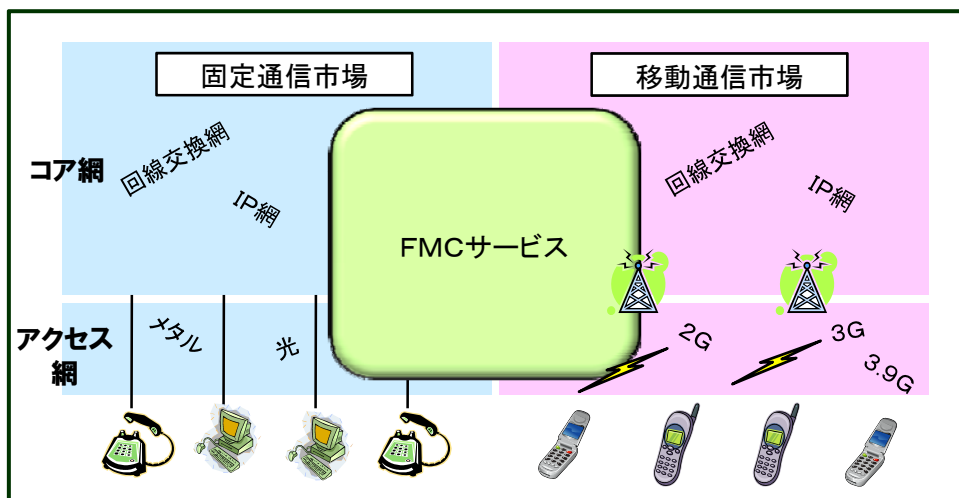 固定通信市場
移動通信市場
コア網
回線交換網
IP網
FMCサービス
回線交換網
IP網
アクセス
網
メタル
光
2G
3G
3.9G